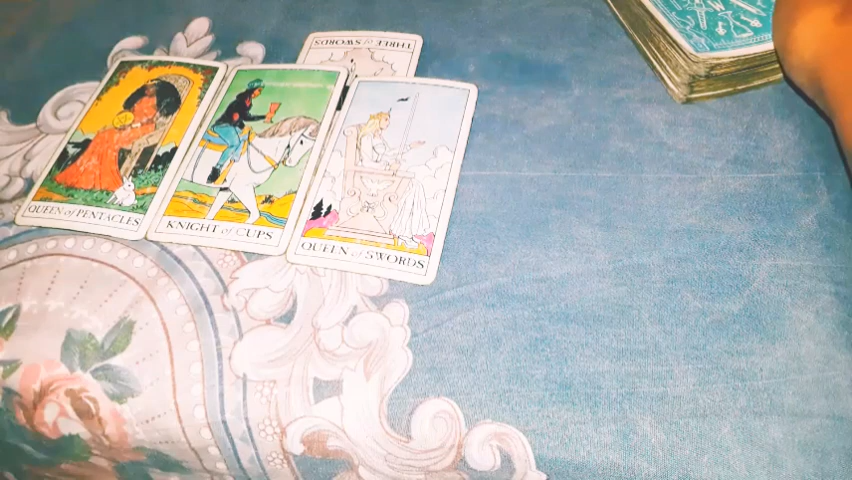 THREE of SWORDS
QUEEN of PENTACLES
KNIGHT of CUPS
QUEEN of SWORDS